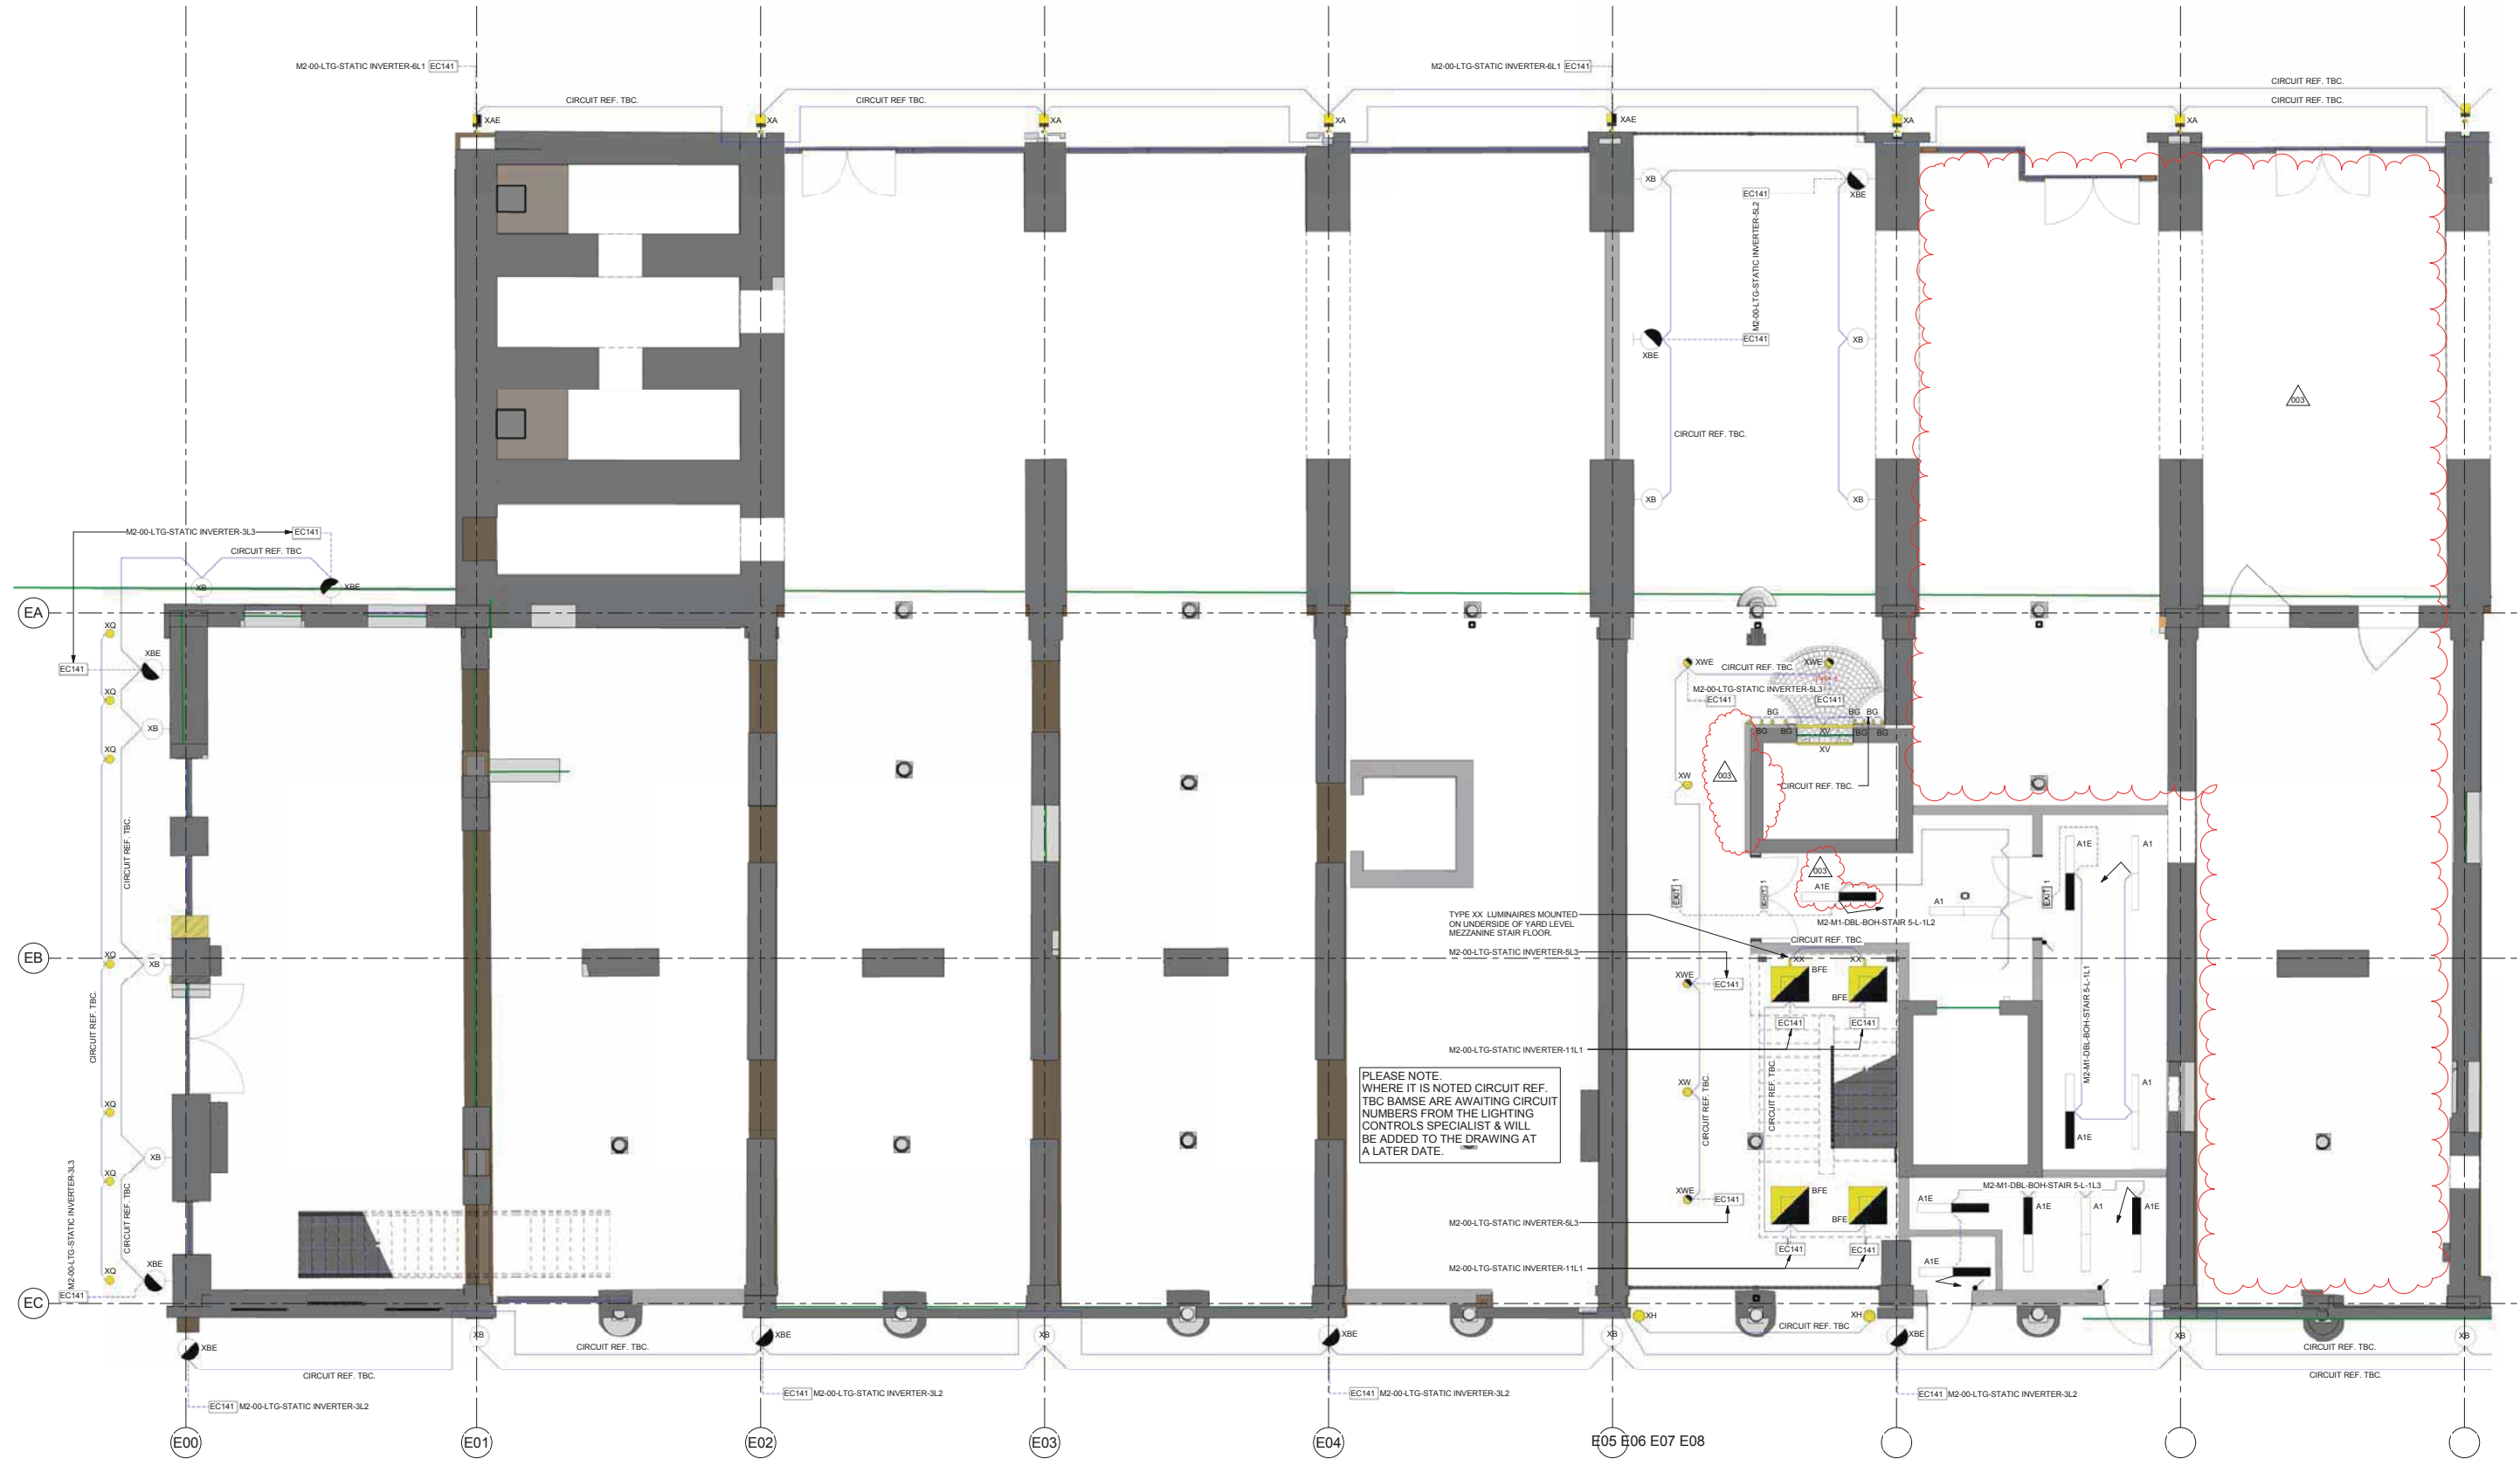 M2-00-LTG-STATIC INVERTER-6L1 EC141
M2-00-LTG-STATIC INVERTER-6L1 EC141
CIRCUIT REF. TBC.
CIRCUIT REF. TBC.
CIRCUIT REF TBC.
CIRCUIT REF. TBC.
XAE
XA
XA
XA
XAE
XA
XA
XB
EC141
XBE
M2-00-LTG-STATIC INVERTER-5L2
XBE
EC141
XB
003
CIRCUIT REF. TBC.
XB
XB
M2-00-LTG-STATIC INVERTER-3L3
EC141
CIRCUIT REF. TBC
XB
XBE
EA
XQ
XBE
EC141
XQ
XB
XQ
XWE
CIRCUIT REF. TBC.
XWE
M2-00-LTG-STATIC INVERTER-5L3
EC141
EC141
BG
BG
BG
BG
BG
XV
BG
BG
XV
003
XW
CIRCUIT REF. TBC.
CIRCUIT REF. TBC.
A1E
A1
003
A1E
EXIT 1
EXIT 1
EXIT 1
A1
M2-M1-DBL-BOH-STAIR 5-L-1L2
TYPE XX LUMINAIRES MOUNTED
ON UNDERSIDE OF YARD LEVEL
MEZZANINE STAIR FLOOR.
CIRCUIT REF. TBC.
M2-00-LTG-STATIC INVERTER-5L3
EB
XQ
XB
XX
XX
BFE
XWE
EC141
BFE
CIRCUIT REF. TBC.
EC141
EC141
M2-M1-DBL-BOH-STAIR 5-L-1L1
M2-00-LTG-STATIC INVERTER-11L1
PLEASE NOTE.
WHERE IT IS NOTED CIRCUIT REF.
TBC BAMSE ARE AWAITING CIRCUIT
NUMBERS FROM THE LIGHTING
CONTROLS SPECIALIST & WILL
BE ADDED TO THE DRAWING AT
A LATER DATE.
XW
CIRCUIT REF. TBC.
CIRCUIT REF. TBC.
A1
A1E
XQ
XB
XQ
M2-00-LTG-STATIC INVERTER-3L3
CIRCUIT REF. TBC
XWE
EC141
BFE
BFE
M2-M1-DBL-BOH-STAIR 5-L-1L3
A1E
A1E
A1
A1E
M2-00-LTG-STATIC INVERTER-5L3
EC141
EC141
M2-00-LTG-STATIC INVERTER-11L1
A1E
XBE
XQ
EC141
EC
XH
XH
CIRCUIT REF. TBC
XBE
XB
XBE
XB
XBE
XB
XBE
XB
XB
CIRCUIT REF. TBC.
CIRCUIT REF. TBC.
CIRCUIT REF. TBC.
CIRCUIT REF. TBC.
EC141 M2-00-LTG-STATIC INVERTER-3L2
EC141 M2-00-LTG-STATIC INVERTER-3L2
EC141 M2-00-LTG-STATIC INVERTER-3L2
EC141 M2-00-LTG-STATIC INVERTER-3L2
E00
E01
E02
E03
E04
E05 E06 E07 E08